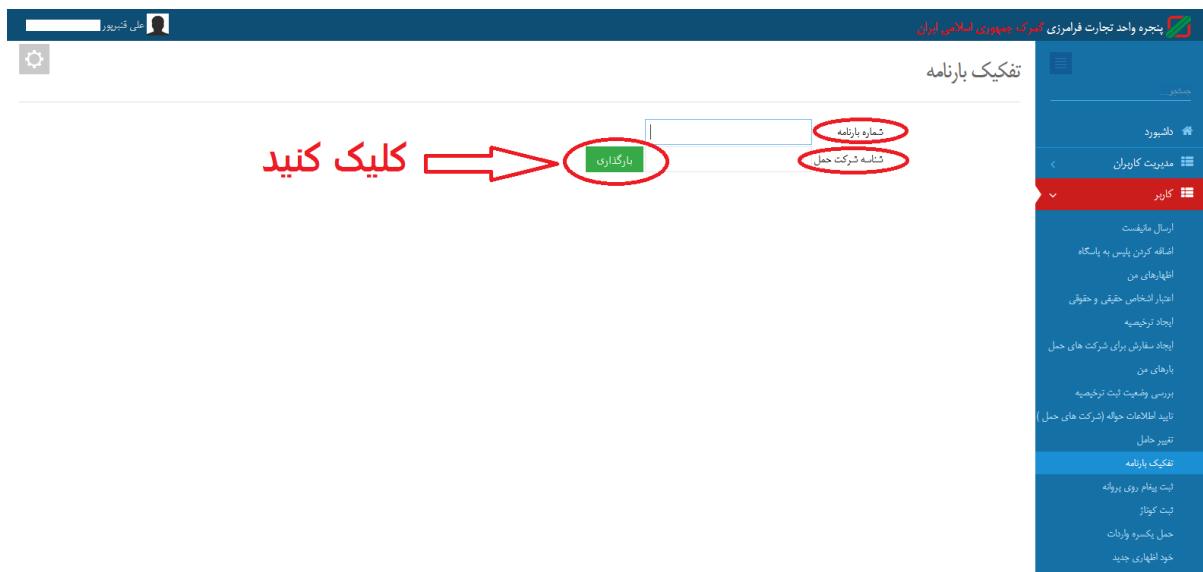 پنجره واحد تجارت فرامرزی گمرک جمهوری اسلامی ایران
علی قنبرپور
جستجو...
داشبورد
مدیریت کاربران
کاربر
ارسال مانیفست
اضافه کردن پلیس به پاسگاه
اظهارهای من
اعتبار اشخاص حقیقی و حقوقی
ایجاد ترخیصیه
ایجاد سفارش برای شرکت های حمل
بارهای من
بررسی وضعیت ثبت ترخیصیه
تایید اطلاعات حواله (شرکت های حمل )
تغییر حامل
تفکیک بارنامه
ثبت پیغام روی پروانه
ثبت کوتاژ
حمل یکسره واردات
خود اظهاری جدید
تفکیک بارنامه
شماره بارنامه
شناسه شرکت حمل
بارگذاری
کلیک کنید